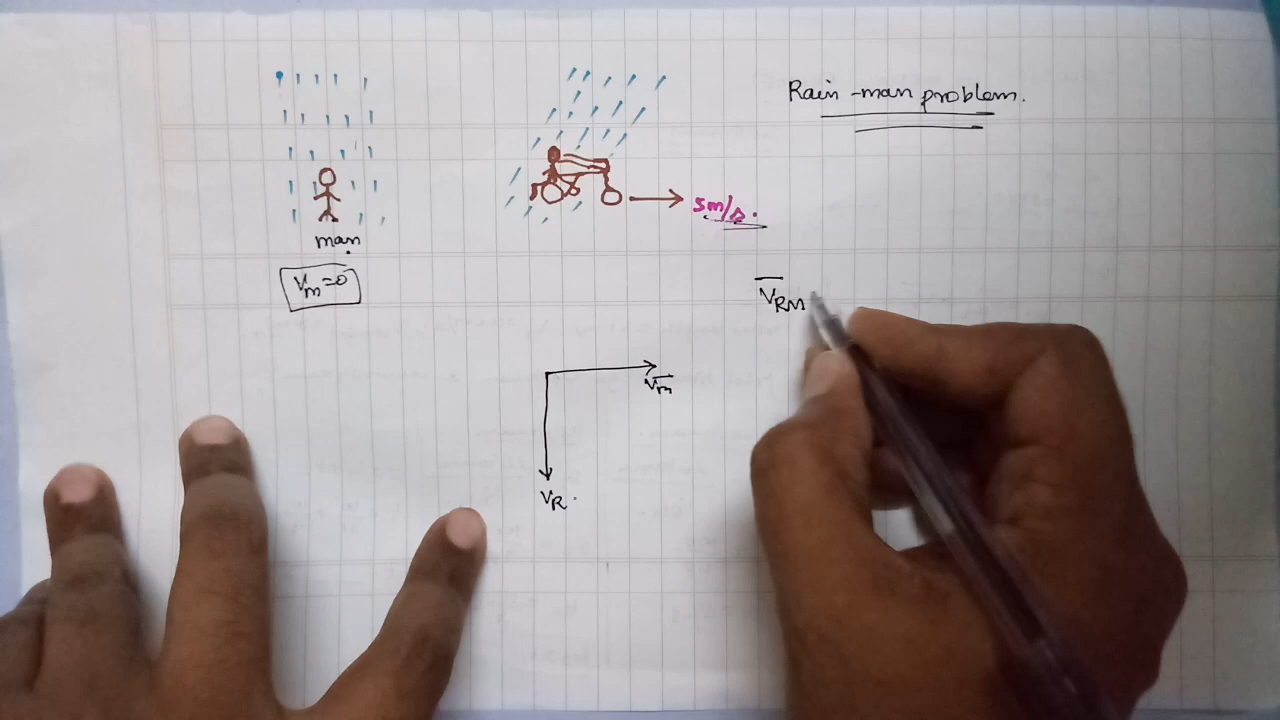 Rain-man problem.
man
Vm=0
5m/s.
V̅RM
V̅m
VR.